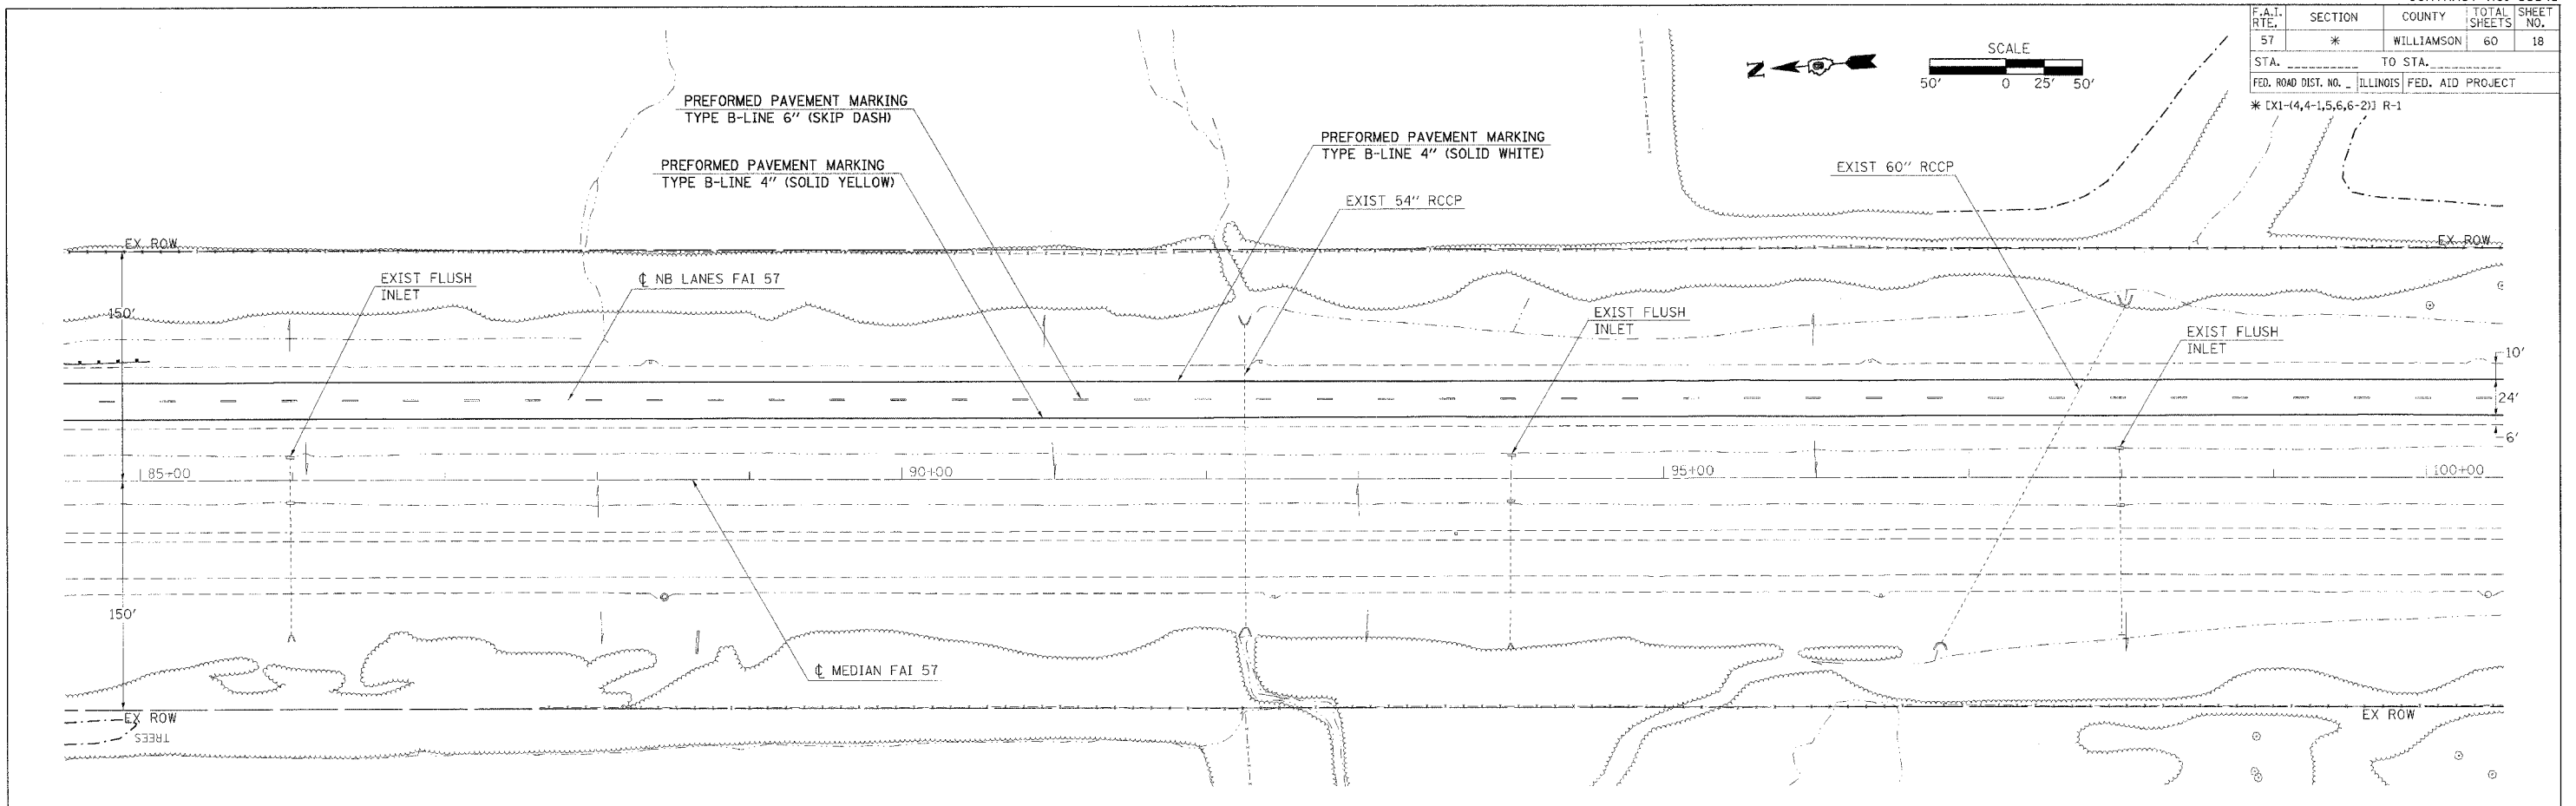 F.A.I. RTE. SECTION COUNTY TOTAL SHEETS SHEET NO.
57 * WILLIAMSON 60 18
STA. __________ TO STA. __________
FED. ROAD DIST. NO. _ ILLINOIS FED. AID PROJECT
* [X1-(4,4-1,5,6,6-2)] R-1
SCALE
50' 0 25' 50'
N
PREFORMED PAVEMENT MARKING
TYPE B-LINE 6" (SKIP DASH)
PREFORMED PAVEMENT MARKING
TYPE B-LINE 4" (SOLID WHITE)
PREFORMED PAVEMENT MARKING
TYPE B-LINE 4" (SOLID YELLOW)
EXIST 60" RCCP
EXIST 54" RCCP
EX ROW
EX ROW
EXIST FLUSH
INLET
℄ NB LANES FAI 57
150'
EXIST FLUSH
INLET
EXIST FLUSH
INLET
10'
24'
6'
85+00
90+00
95+00
100+00
150'
℄ MEDIAN FAI 57
EX ROW
EX ROW
TREES